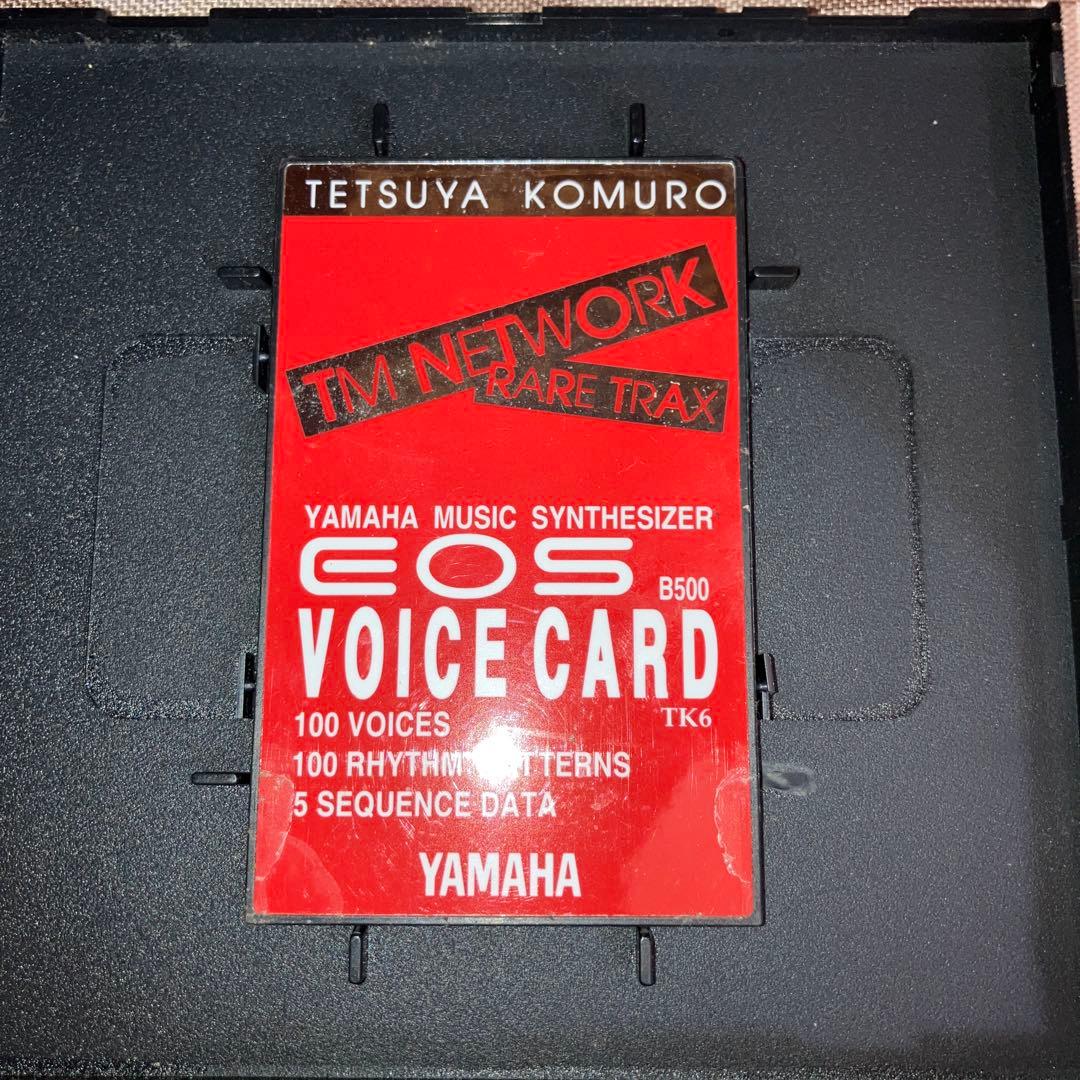 TETSUYA KOMURO
TM NETWORK
RARE TRAX
YAMAHA MUSIC SYNTHESIZER
EOS B500
VOICE CARD
TK6
100 VOICES
100 RHYTHM PATTERNS
5 SEQUENCE DATA
YAMAHA